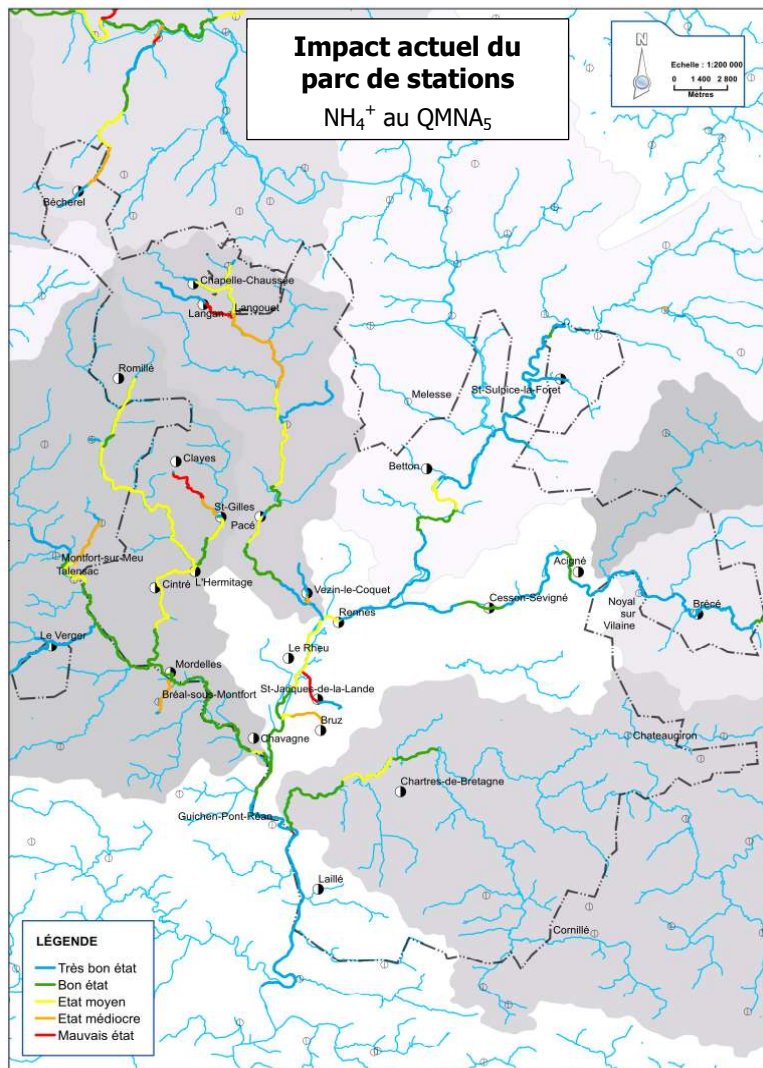 Impact actuel du
parc de stations
NH₄⁺ au QMNA₅
N
Echelle : 1:200 000
0 1 400 2 800
Mètres
Bécherel
Chapelle-Chaussée
Langan
Langouet
Romillé
Melesse
St-Sulpice-la-Foret
Clayes
Betton
St-Gilles
Pacé
Montfort-sur-Meu
Talensac
L'Hermitage
Cintré
Vezin-le-Coquet
Rennes
Cesson-Sévigné
Acigné
Noyal
sur
Vilaine
Brécé
Le Verger
Le Rheu
Mordelles
Bréal-sous-Montfort
St-Jacques-de-la-Lande
Bruz
Chavagne
Chateaugiron
Chartres-de-Bretagne
Guichen-Pont-Réan
Laillé
Cornillé
LÉGENDE
Très bon état
Bon état
Etat moyen
Etat médiocre
Mauvais état